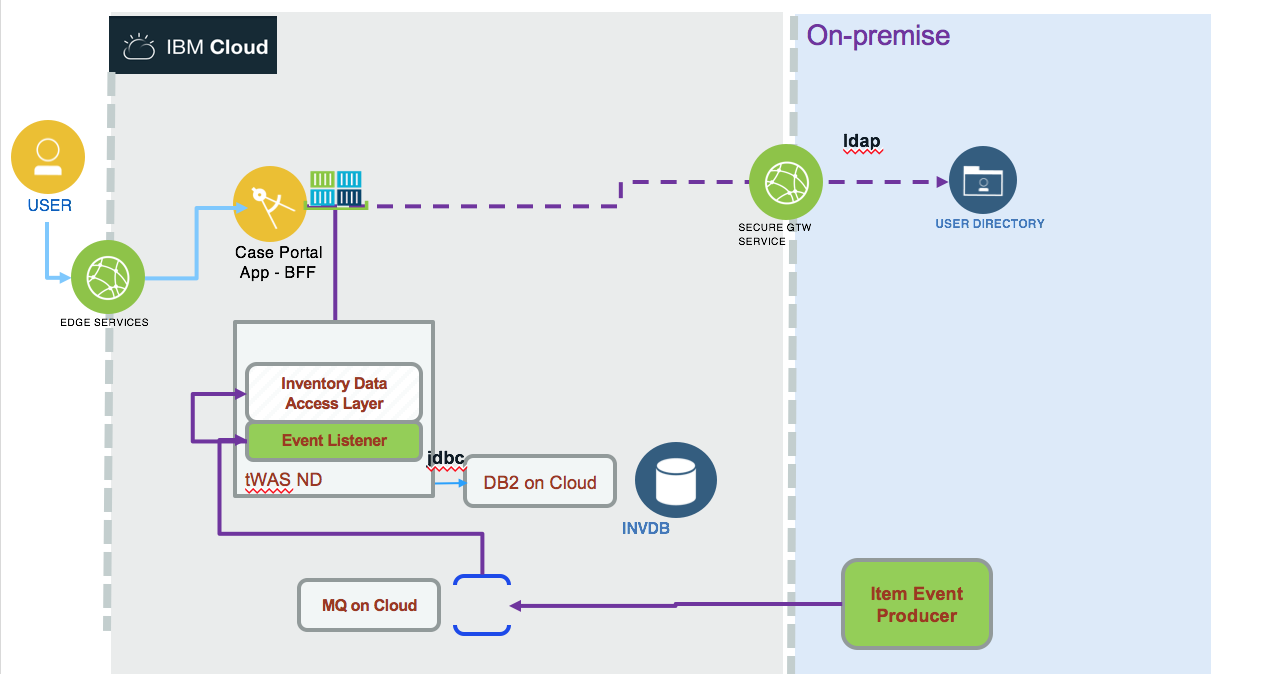 IBM Cloud
On-premise
ldap
USER
USER DIRECTORY
SECURE GTW
SERVICE
Case Portal
App - BFF
EDGE SERVICES
Inventory Data
Access Layer
Event Listener
jdbc
tWAS ND
DB2 on Cloud
INVDB
MQ on Cloud
Item Event
Producer